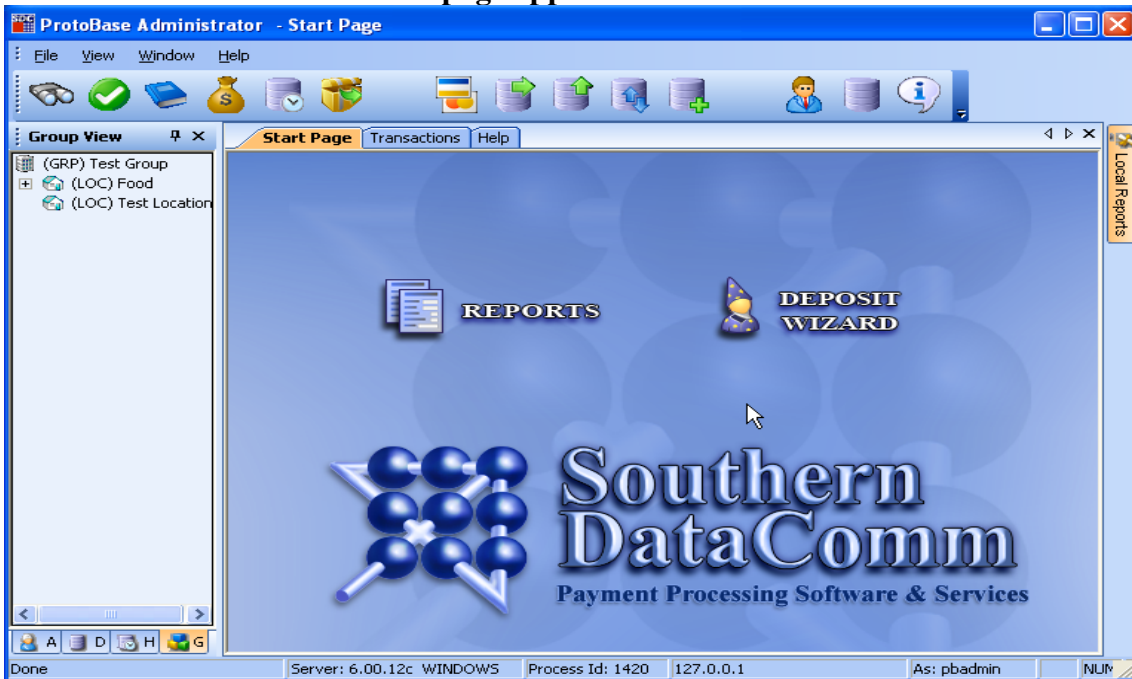 ProtoBase Administrator - Start Page
File View Window Help
Group View
Start Page Transactions Help
(GRP) Test Group
(LOC) Food
(LOC) Test Location
Local Reports
REPORTS
DEPOSIT
WIZARD
Southern
DataComm
Payment Processing Software & Services
A D H G
Done Server: 6.00.12c WINDOWS Process Id: 1420 127.0.0.1 As: pbadmin NUM